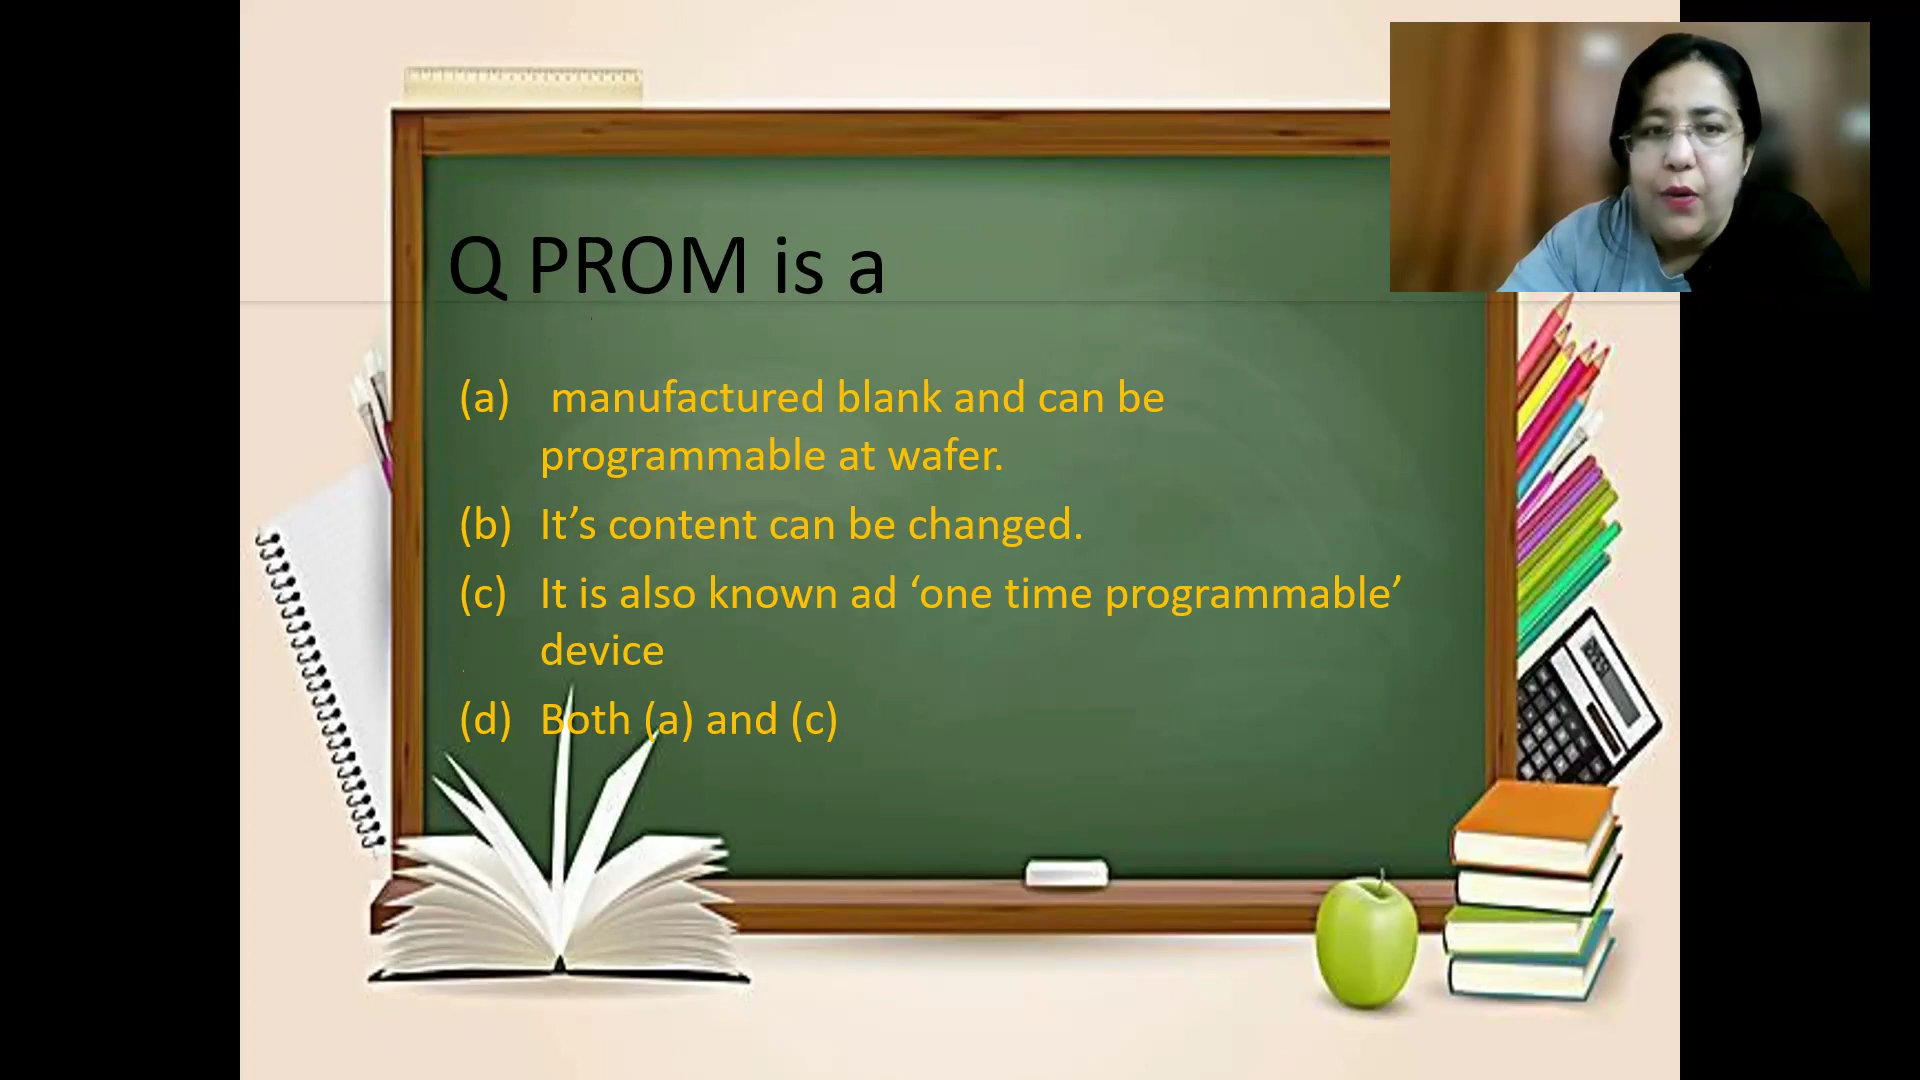 Q PROM is a
(a) manufactured blank and can be
programmable at wafer.
(b) It’s content can be changed.
(c) It is also known ad ‘one time programmable’
device
(d) Both (a) and (c)